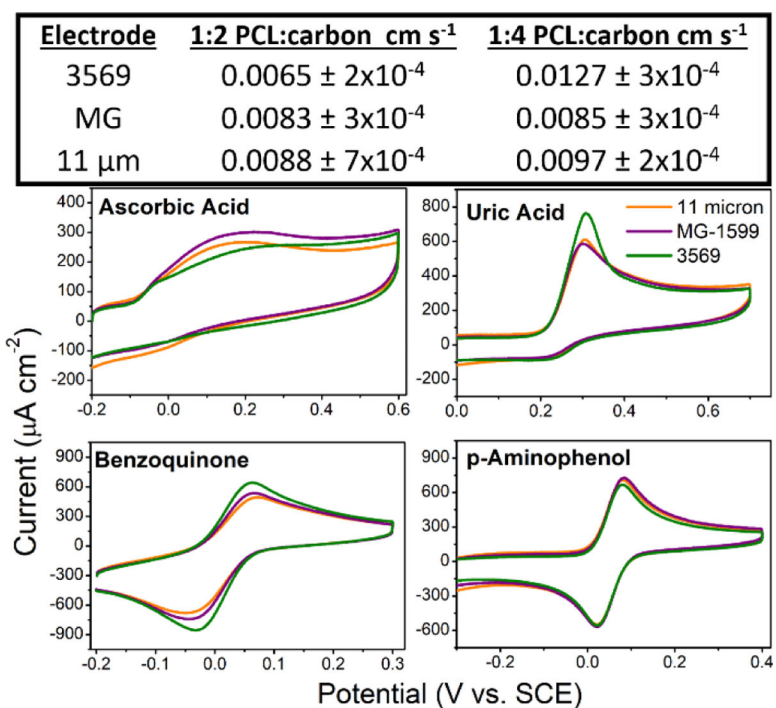 Electrode 1:2 PCL:carbon cm s⁻¹ 1:4 PCL:carbon cm s⁻¹
3569 0.0065 ± 2x10⁻⁴ 0.0127 ± 3x10⁻⁴
MG 0.0083 ± 3x10⁻⁴ 0.0085 ± 3x10⁻⁴
11 µm 0.0088 ± 7x10⁻⁴ 0.0097 ± 2x10⁻⁴
Current (µA cm⁻²)
Ascorbic Acid
400
300
200
100
0
-100
-200
-0.2 0.0 0.2 0.4 0.6
Uric Acid
11 micron
MG-1599
3569
800
600
400
200
0
-200
0.0 0.2 0.4 0.6
Benzoquinone
900
600
300
0
-300
-600
-900
-0.2 -0.1 0.0 0.1 0.2 0.3
p-Aminophenol
900
600
300
0
-300
-600
0.0 0.2 0.4
Potential (V vs. SCE)